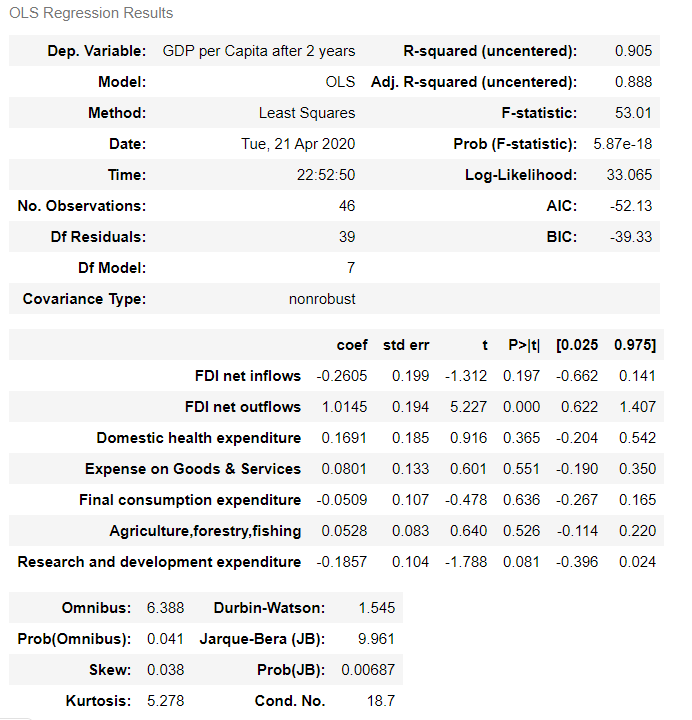 OLS Regression Results
Dep. Variable: GDP per Capita after 2 years R-squared (uncentered): 0.905
Model: OLS Adj. R-squared (uncentered): 0.888
Method: Least Squares F-statistic: 53.01
Date: Tue, 21 Apr 2020 Prob (F-statistic): 5.87e-18
Time: 22:52:50 Log-Likelihood: 33.065
No. Observations: 46 AIC: -52.13
Df Residuals: 39 BIC: -39.33
Df Model: 7
Covariance Type: nonrobust
coef std err t P>|t| [0.025 0.975]
FDI net inflows -0.2605 0.199 -1.312 0.197 -0.662 0.141
FDI net outflows 1.0145 0.194 5.227 0.000 0.622 1.407
Domestic health expenditure 0.1691 0.185 0.916 0.365 -0.204 0.542
Expense on Goods & Services 0.0801 0.133 0.601 0.551 -0.190 0.350
Final consumption expenditure -0.0509 0.107 -0.478 0.636 -0.267 0.165
Agriculture,forestry,fishing 0.0528 0.083 0.640 0.526 -0.114 0.220
Research and development expenditure -0.1857 0.104 -1.788 0.081 -0.396 0.024
Omnibus: 6.388 Durbin-Watson: 1.545
Prob(Omnibus): 0.041 Jarque-Bera (JB): 9.961
Skew: 0.038 Prob(JB): 0.00687
Kurtosis: 5.278 Cond. No. 18.7